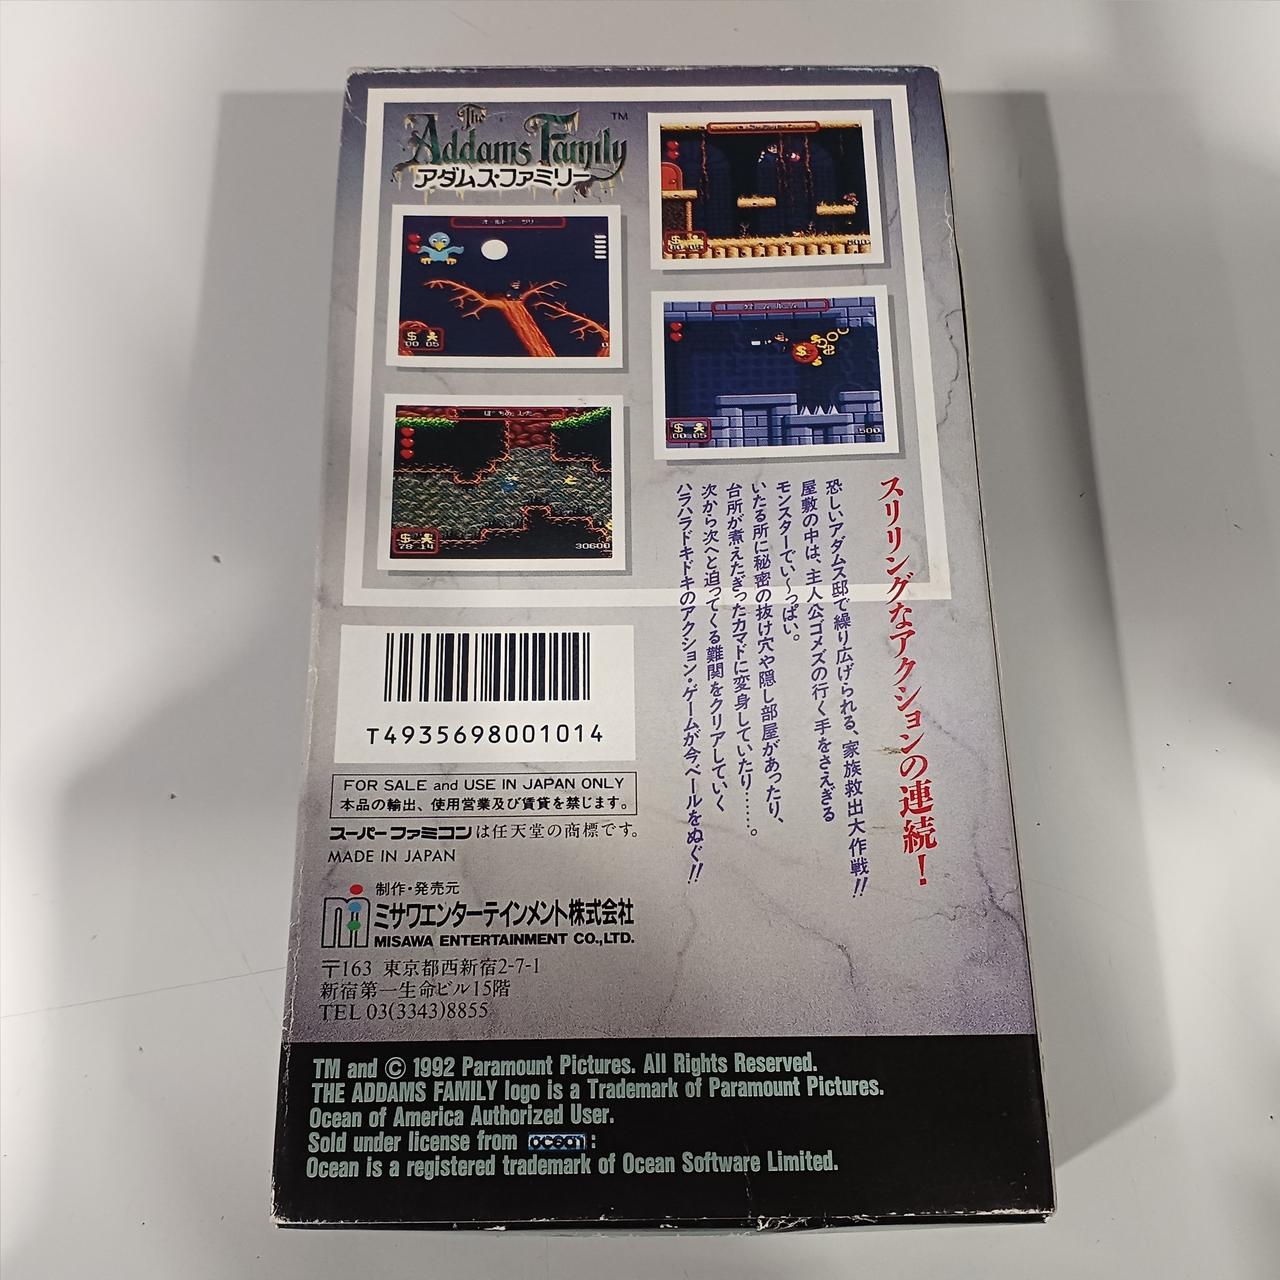 The
Addams Family TM
アダムス・ファミリー
スリリングなアクションの連続!
恐しいアダムス邸で繰り広げられる、家族救出大作戦!!
屋敷の中は、主人公ゴメズの行く手をさえぎる
モンスターでい〜っぱい。
いたる所に秘密の抜け穴や隠し部屋があったり、
台所が煮えたぎったカマドに変身していたり……。
次から次へと迫ってくる難関をクリアしていく
ハラハラドキドキのアクション・ゲームが今ベールをぬぐ!!
00 05
00:05
500
78 14
30600
T4935698001014
FOR SALE and USE IN JAPAN ONLY
本品の輸出、使用営業及び賃貸を禁じます。
スーパーファミコンは任天堂の商標です。
MADE IN JAPAN
制作・発売元
ミサワエンターテインメント株式会社
MISAWA ENTERTAINMENT CO.,LTD.
〒163 東京都西新宿2-7-1
新宿第一生命ビル15階
TEL 03(3343)8855
TM and © 1992 Paramount Pictures. All Rights Reserved.
THE ADDAMS FAMILY logo is a Trademark of Paramount Pictures.
Ocean of America Authorized User.
Sold under license from ocean:
Ocean is a registered trademark of Ocean Software Limited.